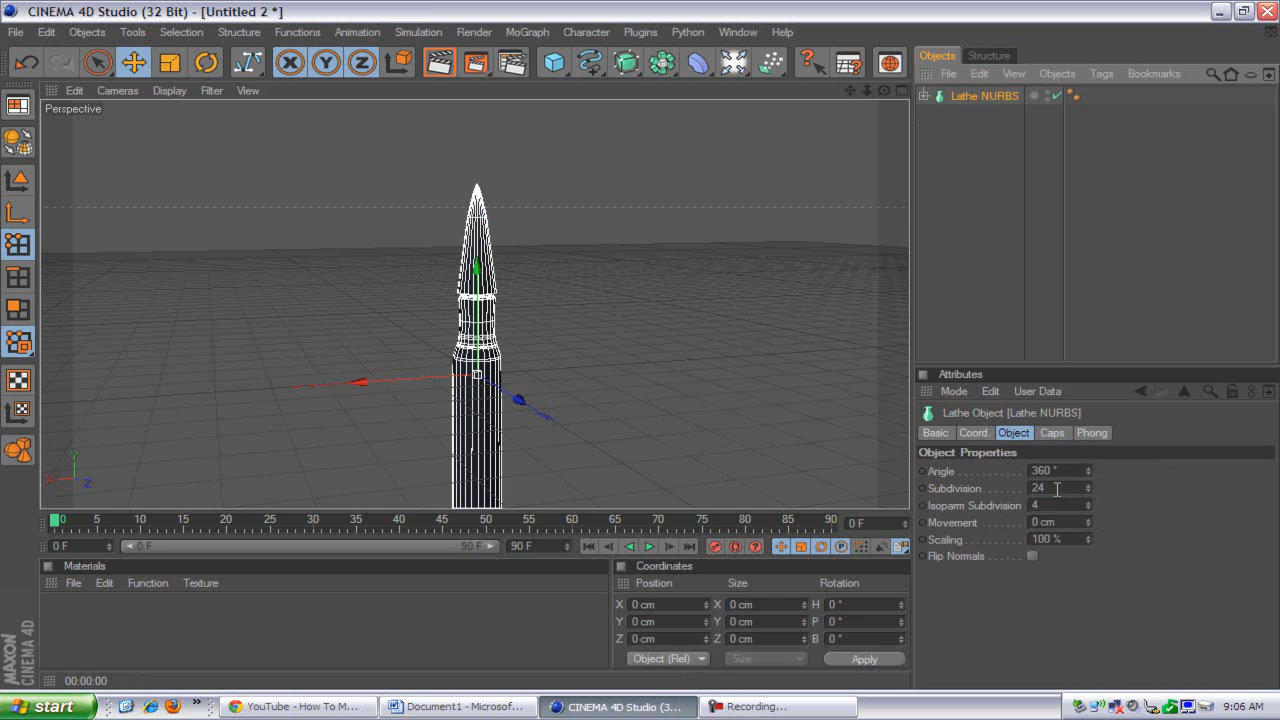 CINEMA 4D Studio (32 Bit) - [Untitled 2 *]
File Edit Objects Tools Selection Structure Functions Animation Simulation Render MoGraph Character Plugins Python Window Help
Edit Cameras Display Filter View
Perspective
Y
X
Z
Objects Structure
File Edit View Objects Tags Bookmarks
Lathe NURBS
Attributes
Mode Edit User Data
Lathe Object [Lathe NURBS]
Basic Coord. Object Caps Phong
Object Properties
Angle 360 °
Subdivision 24
Isoparm Subdivision 4
Movement 0 cm
Scaling 100 %
Flip Normals
0 5 10 15 20 25 30 35 40 45 50 55 60 65 70 75 80 85 90 0 F
0 F 0 F 90 F 90 F
Materials
File Edit Function Texture
Coordinates
Position Size Rotation
X 0 cm X 0 cm H 0 °
Y 0 cm Y 0 cm P 0 °
Z 0 cm Z 0 cm B 0 °
Object (Rel) Size Apply
MAXON
CINEMA 4D
00:00:00
start YouTube - How To M... Document1 - Microsof... CINEMA 4D Studio (3... Recording... 9:06 AM